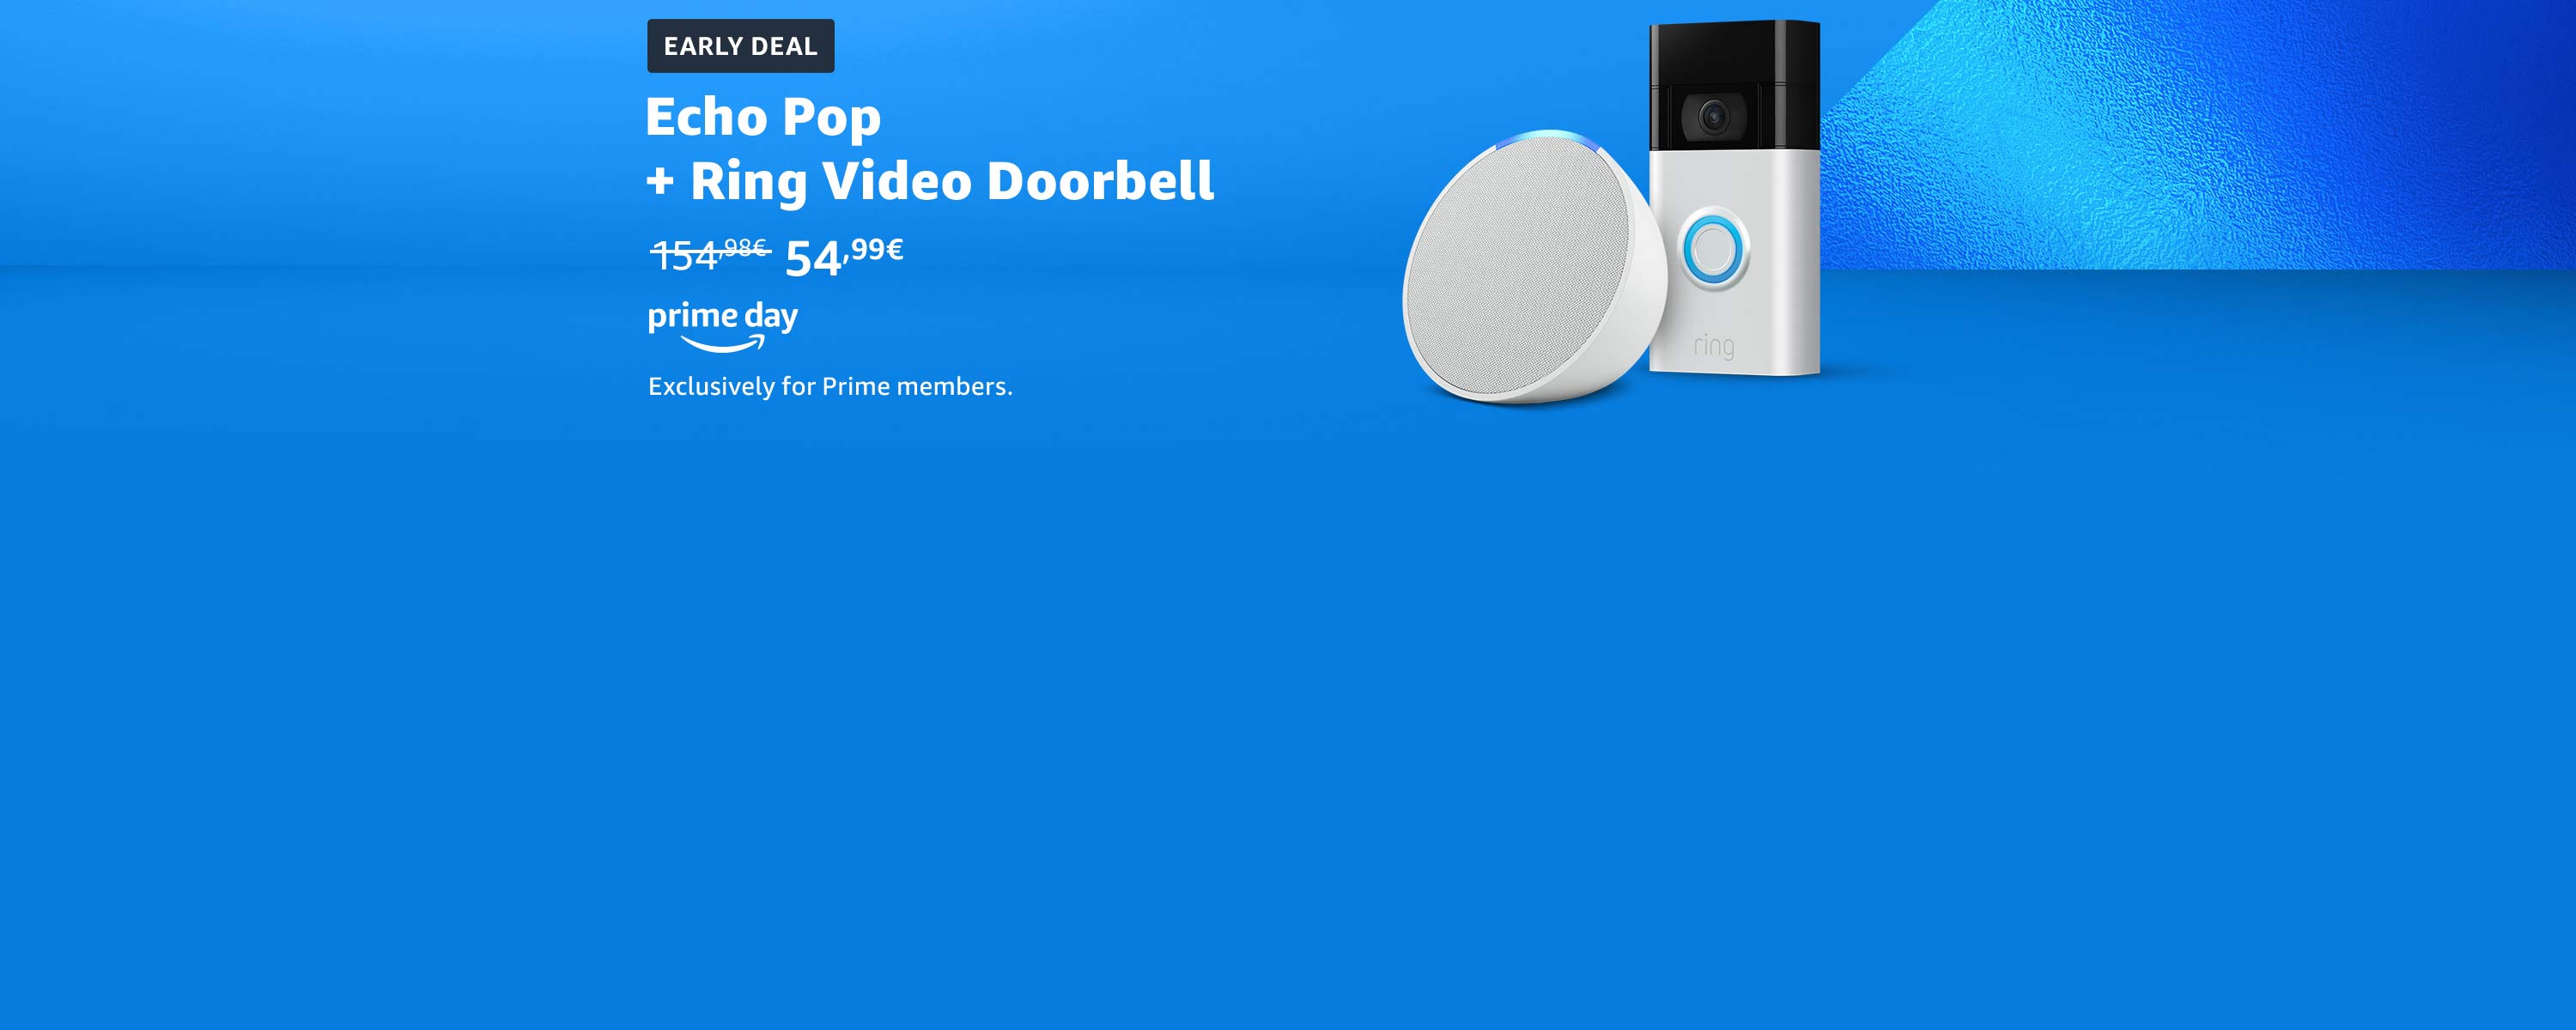 EARLY DEAL
Echo Pop
+ Ring Video Doorbell
154,98€ 54,99€
prime day
Exclusively for Prime members.
ring